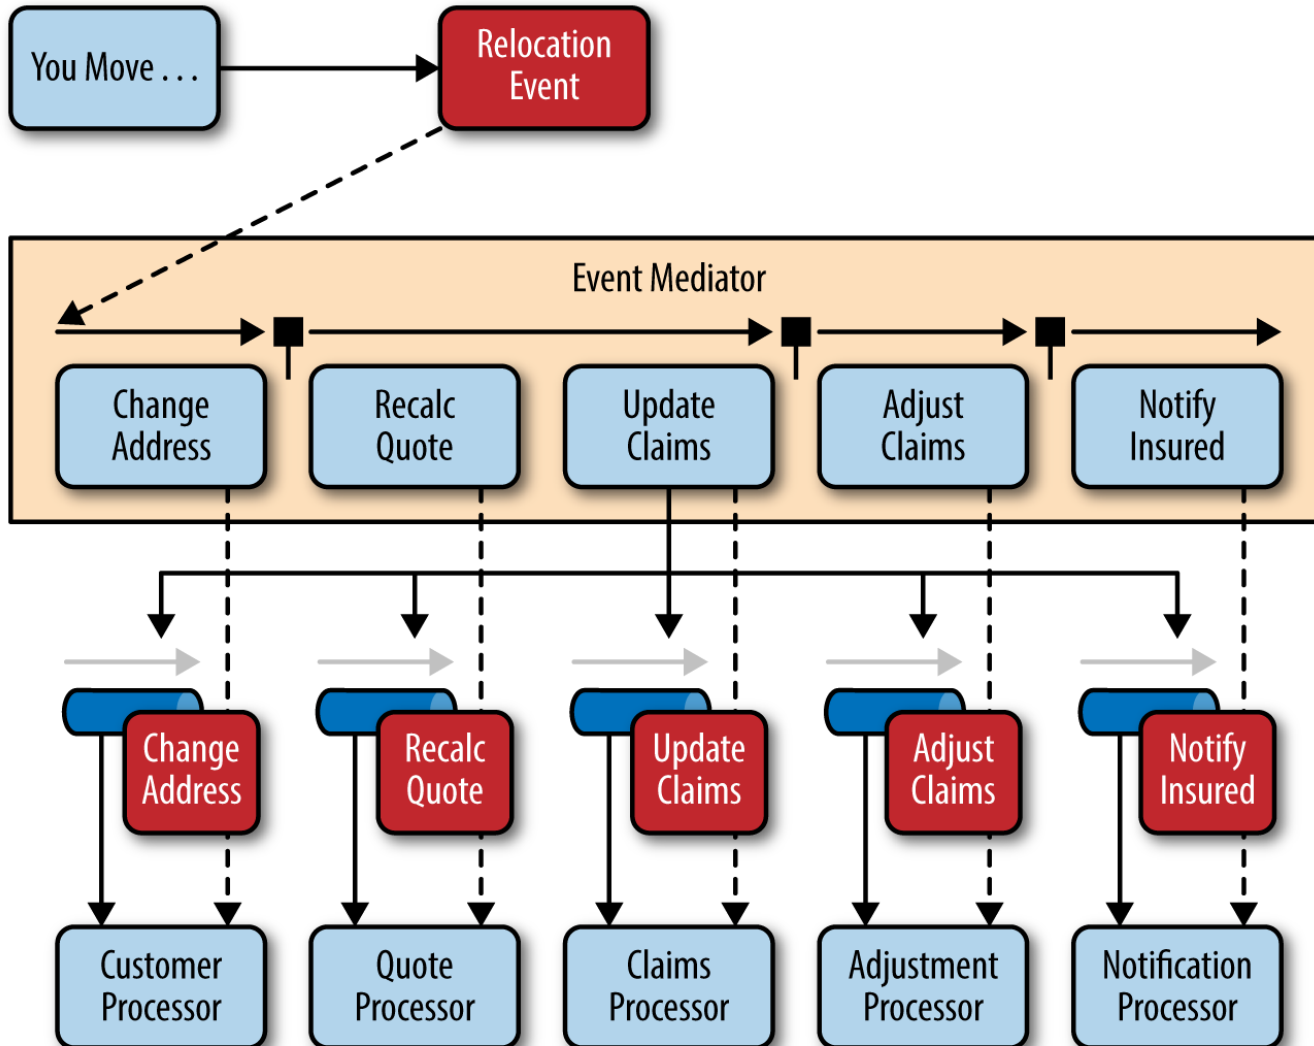 You Move . . .
Relocation
Event
Event Mediator
Change
Address
Recalc
Quote
Update
Claims
Adjust
Claims
Notify
Insured
Change
Address
Recalc
Quote
Update
Claims
Adjust
Claims
Notify
Insured
Customer
Processor
Quote
Processor
Claims
Processor
Adjustment
Processor
Notification
Processor